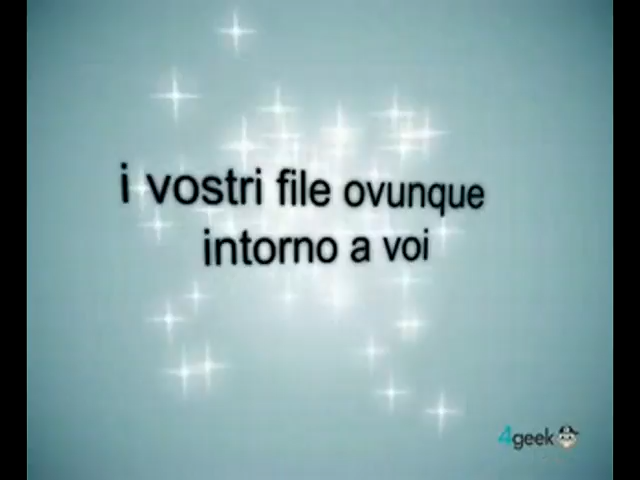 i vostri file ovunque
intorno a voi
4geek